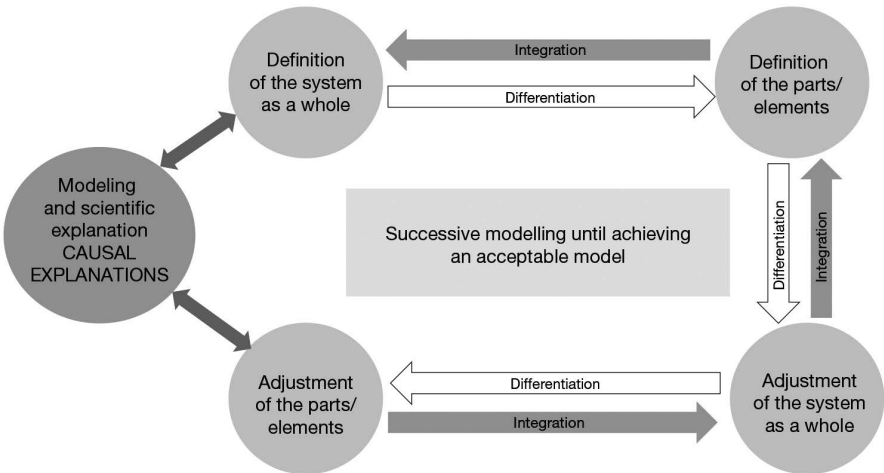 Definition
of the system
as a whole
Integration
Differentiation
Definition
of the parts/
elements
Modeling
and scientific
explanation
CAUSAL
EXPLANATIONS
Successive modelling until achieving
an acceptable model
Differentiation
Integration
Adjustment
of the parts/
elements
Differentiation
Integration
Adjustment
of the system
as a whole